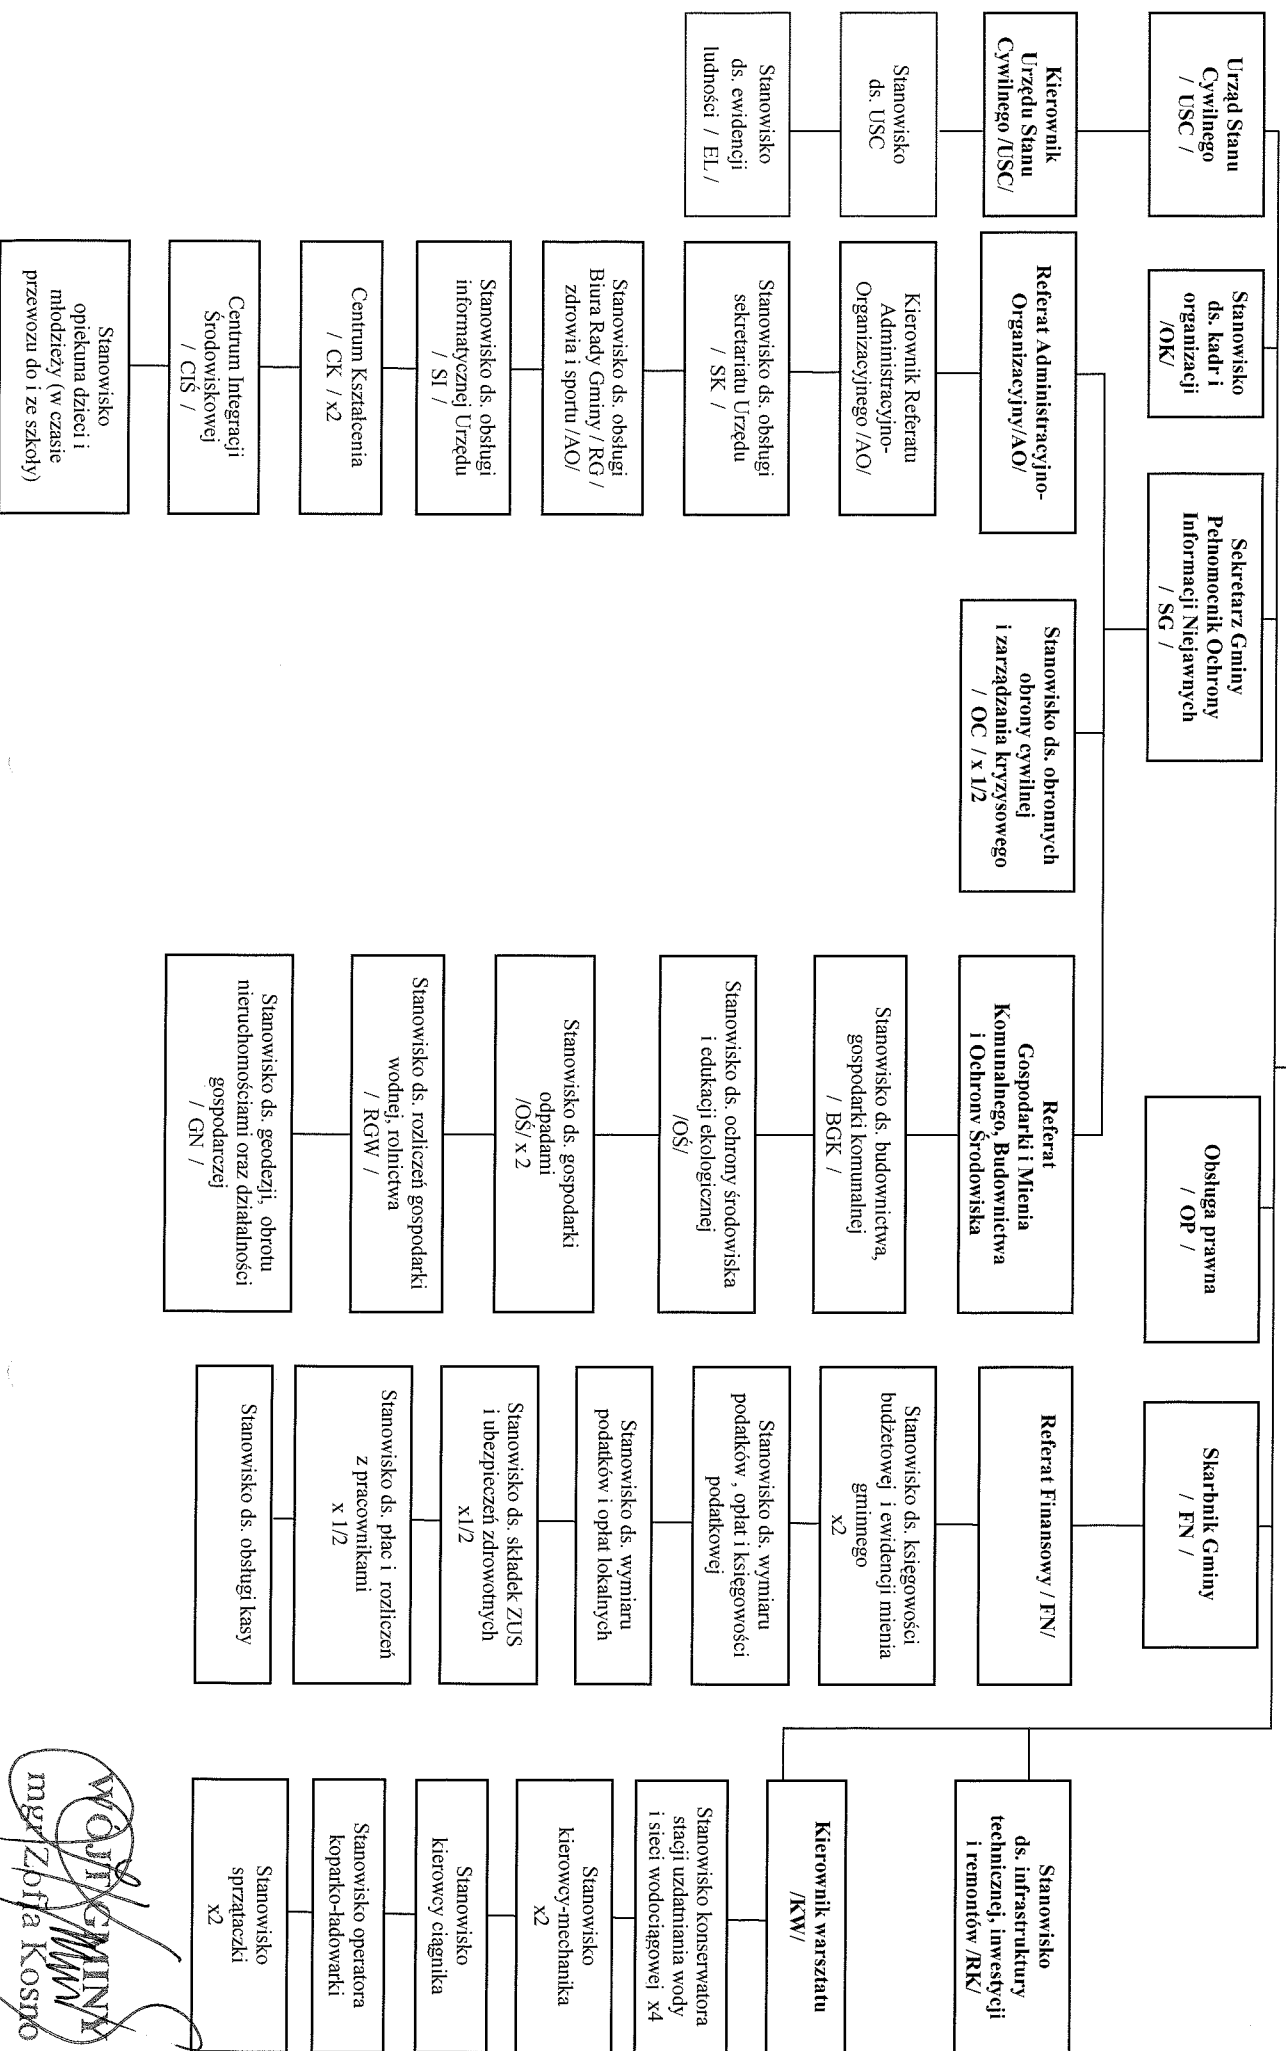 Urząd Stanu
Cywilnego
/ USC /
Kierownik
Urzędu Stanu
Cywilnego /USC/
Stanowisko
ds. USC
Stanowisko
ds. ewidencji
ludności / EL /
Stanowisko
ds. kadr i
organizacji
/OK/
Sekretarz Gminy
Pełnomocnik Ochrony
Informacji Niejawnych
/ SG /
Referat Administracyjno-
Organizacyjny/AO/
Kierownik Referatu
Administracyjno-
Organizacyjnego /AO/
Stanowisko ds. obsługi
sekretariatu Urzędu
/ SK /
Stanowisko ds. obsługi
Biura Rady Gminy / RG /
zdrowia i sportu /AO/
Stanowisko ds. obsługi
informatycznej Urzędu
/ SI /
Centrum Kształcenia
/ CK / x2
Centrum Integracji
Środowiskowej
/ CIŚ /
Stanowisko
opiekuna dzieci i
młodzieży (w czasie
przewozu do i ze szkoły)
Stanowisko ds. obronnych
obrony cywilnej
i zarządzania kryzysowego
/ OC / x 1/2
Referat
Gospodarki i Mienia
Komunalnego, Budownictwa
i Ochrony Środowiska
Stanowisko ds. budownictwa,
gospodarki komunalnej
/ BGK /
Stanowisko ds. ochrony środowiska
i edukacji ekologicznej
/OŚ/
Stanowisko ds. gospodarki
odpadami
/OŚ/ x 2
Stanowisko ds. rozliczeń gospodarki
wodnej, rolnictwa
/ RGW /
Stanowisko ds. geodezji, obrotu
nieruchomościami oraz działalności
gospodarczej
/ GN /
Obsługa prawna
/ OP /
Skarbnik Gminy
/ FN /
Referat Finansowy / FN/
Stanowisko ds. księgowości
budżetowej i ewidencji mienia
gminnego
x2
Stanowisko ds. wymiaru
podatków , opłat i księgowości
podatkowej
Stanowisko ds. wymiaru
podatków i opłat lokalnych
Stanowisko ds. składek ZUS
i ubezpieczeń zdrowotnych
x1/2
Stanowisko ds. płac i rozliczeń
z pracownikami
x 1/2
Stanowisko ds. obsługi kasy
Stanowisko
ds. infrastruktury
technicznej, inwestycji
i remontów /RK/
Kierownik warsztatu
/KW/
Stanowisko konserwatora
stacji uzdatniania wody
i sieci wodociągowej x4
Stanowisko
kierowcy-mechanika
x2
Stanowisko
kierowcy ciągnika
Stanowisko operatora
koparko-ładowarki
Stanowisko
sprzątaczki
x2
WÓJT GMINY
mgr Zofia Kosno